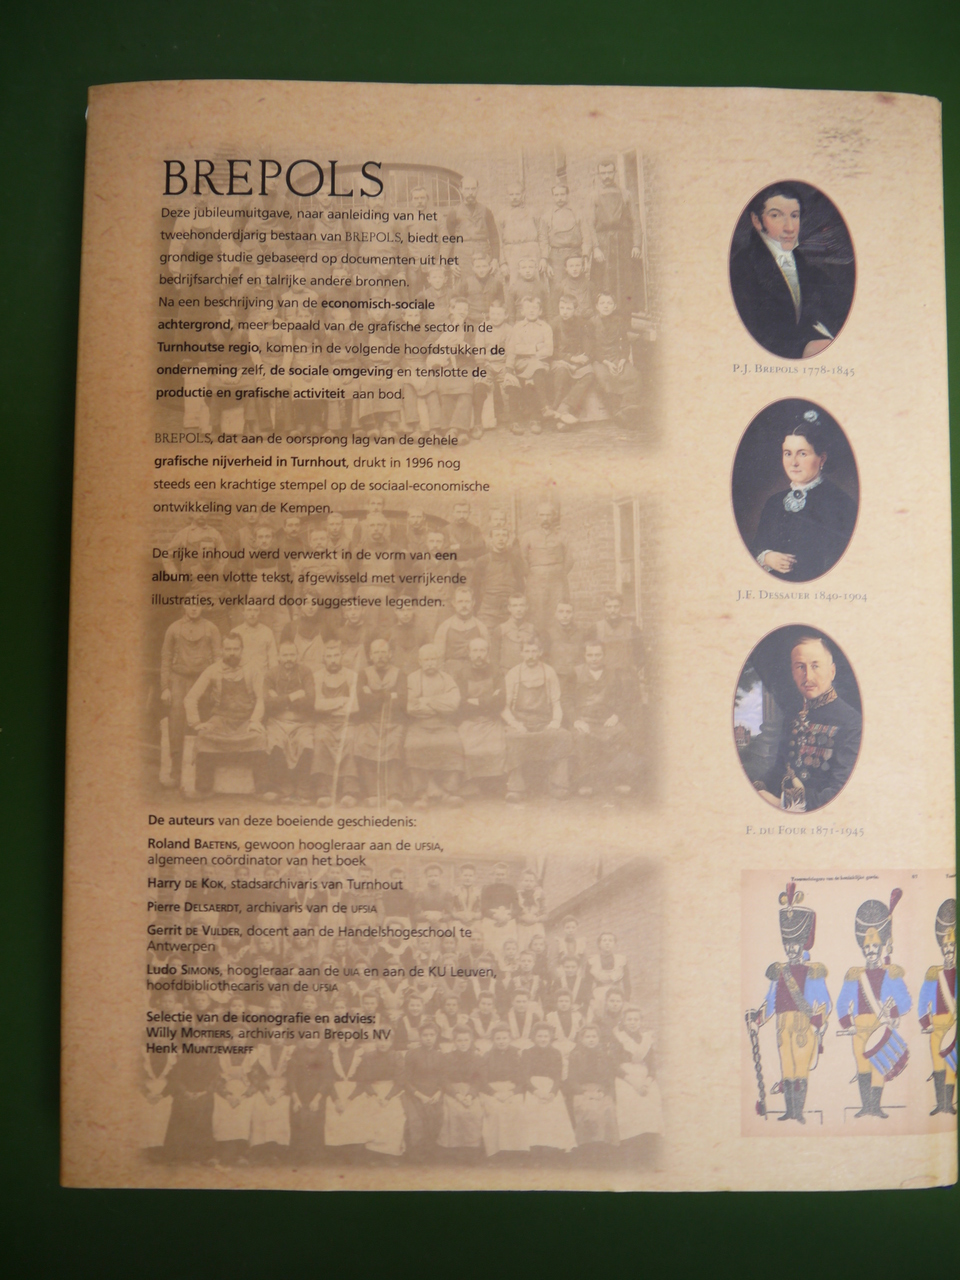 BREPOLS
Deze jubileumuitgave, naar aanleiding van het
tweehonderdjarig bestaan van BREPOLS, biedt een
grondige studie gebaseerd op documenten uit het
bedrijfsarchief en talrijke andere bronnen.
Na een beschrijving van de economisch-sociale
achtergrond, meer bepaald van de grafische sector in de
Turnhoutse regio, komen in de volgende hoofdstukken de
onderneming zelf, de sociale omgeving en tenslotte de
productie en grafische activiteit aan bod.
BREPOLS, dat aan de oorsprong lag van de gehele
grafische nijverheid in Turnhout, drukt in 1996 nog
steeds een krachtige stempel op de sociaal-economische
ontwikkeling van de Kempen.
De rijke inhoud werd verwerkt in de vorm van een
album: een vlotte tekst, afgewisseld met verrijkende
illustraties, verklaard door suggestieve legenden.
De auteurs van deze boeiende geschiedenis:
Roland BAETENS, gewoon hoogleraar aan de UFSIA,
algemeen coördinator van het boek
Harry DE KOK, stadsarchivaris van Turnhout
Pierre DELSAERDT, archivaris van de UFSIA
Gerrit DE VULDER, docent aan de Handelshogeschool te
Antwerpen
Ludo SIMONS, hoogleraar aan de UIA en aan de KU Leuven,
hoofdbibliothecaris van de UFSIA
Selectie van de iconografie en advies:
Willy MORTIERS, archivaris van Brepols NV
Henk MUNTJEWERFF
P.J. BREPOLS 1778-1845
J.E. DESSAUER 1840-1904
F. DU FOUR 1871-1945